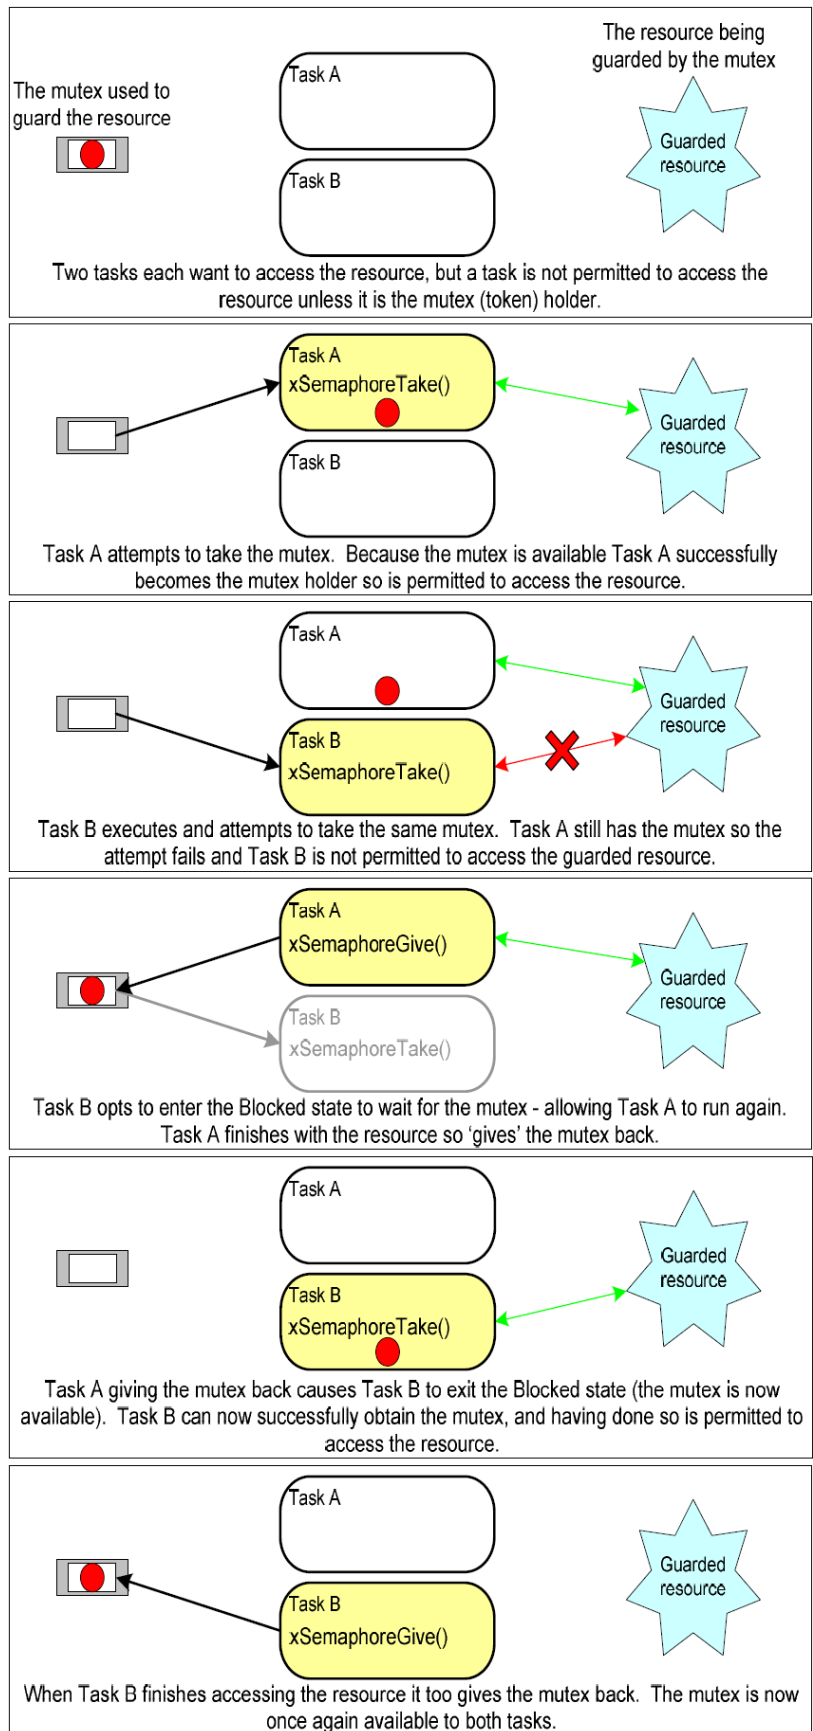 The resource being
guarded by the mutex
The mutex used to
guard the resource
Task A
Task B
Guarded
resource
Two tasks each want to access the resource, but a task is not permitted to access the
resource unless it is the mutex (token) holder.
Task A
xSemaphoreTake()
Task B
Guarded
resource
Task A attempts to take the mutex.  Because the mutex is available Task A successfully
becomes the mutex holder so is permitted to access the resource.
Task A
Task B
xSemaphoreTake()
Guarded
resource
Task B executes and attempts to take the same mutex.  Task A still has the mutex so the
attempt fails and Task B is not permitted to access the guarded resource.
Task A
xSemaphoreGive()
Task B
xSemaphoreTake()
Guarded
resource
Task B opts to enter the Blocked state to wait for the mutex - allowing Task A to run again.
Task A finishes with the resource so ‘gives’ the mutex back.
Task A
Task B
xSemaphoreTake()
Guarded
resource
Task A giving the mutex back causes Task B to exit the Blocked state (the mutex is now
available).  Task B can now successfully obtain the mutex, and having done so is permitted to
access the resource.
Task A
Task B
xSemaphoreGive()
Guarded
resource
When Task B finishes accessing the resource it too gives the mutex back.  The mutex is now
once again available to both tasks.